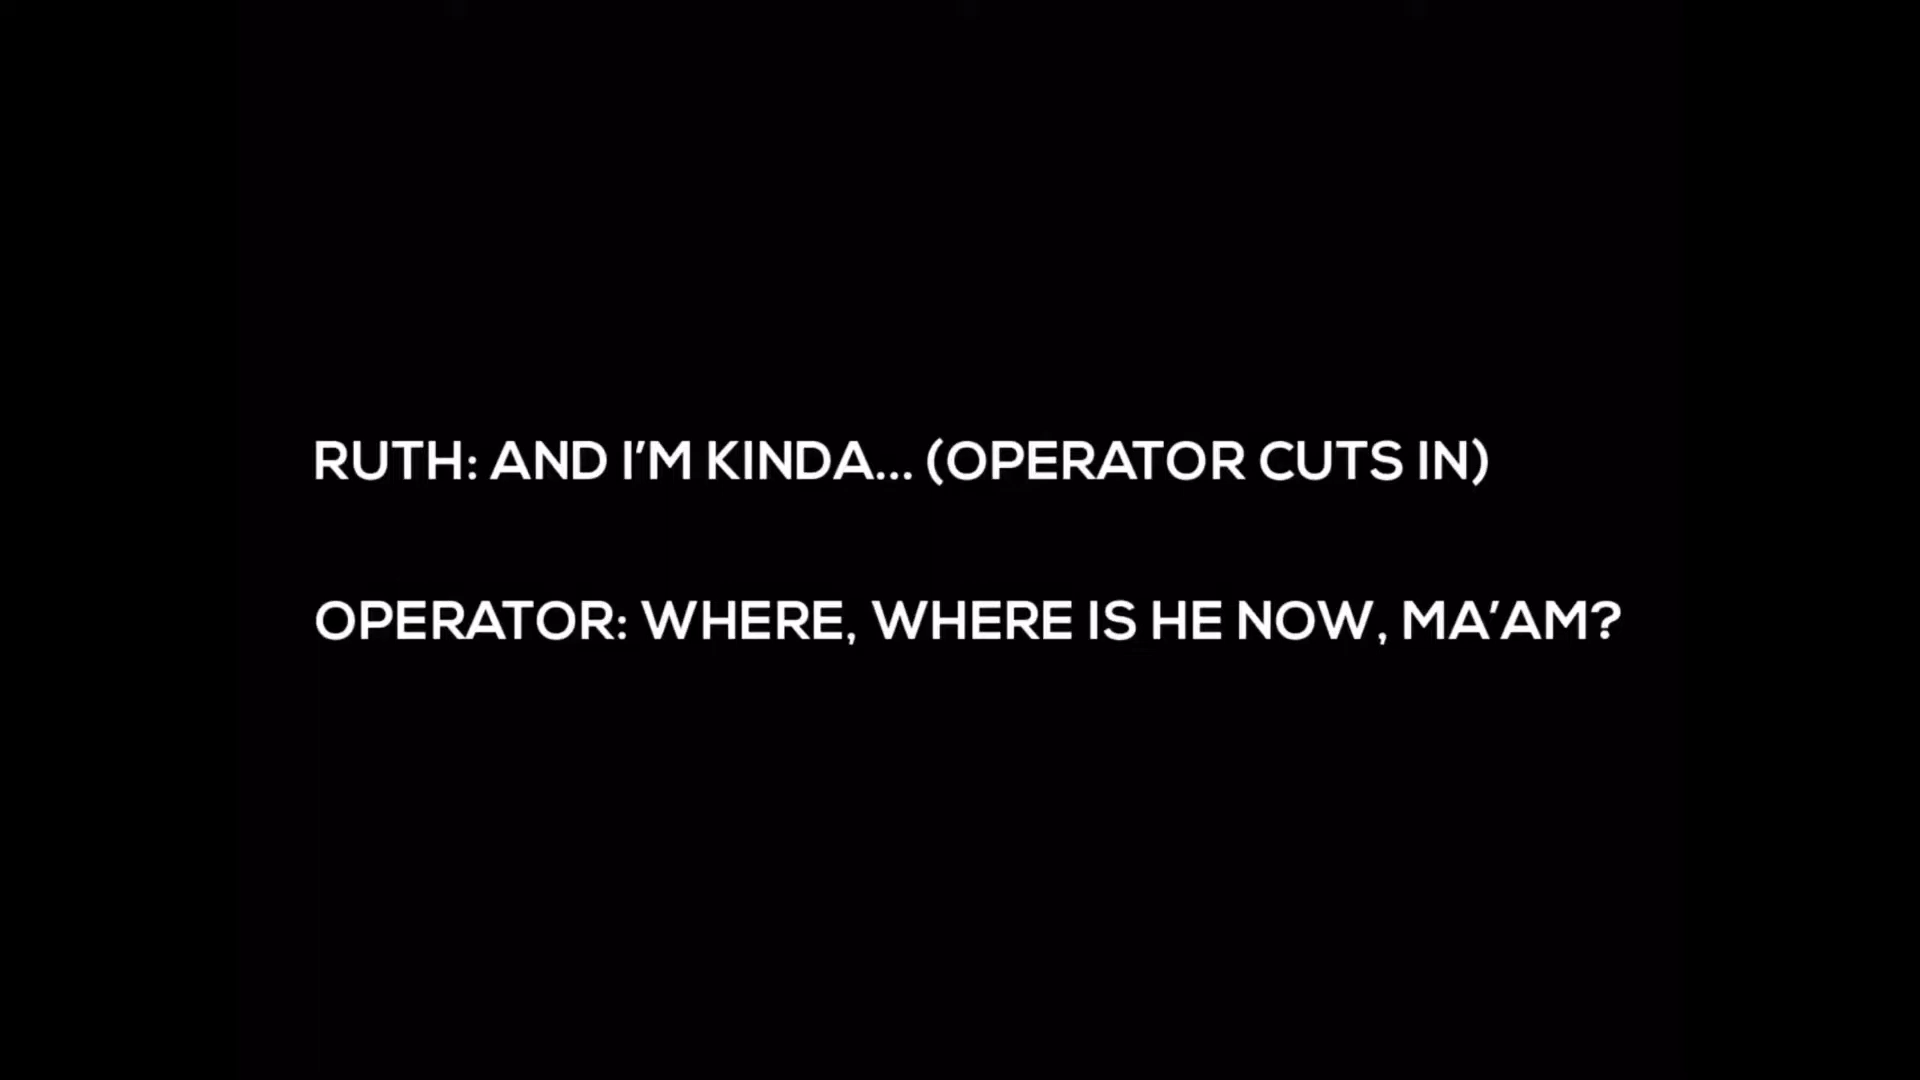 RUTH: AND I'M KINDA... (OPERATOR CUTS IN)
OPERATOR: WHERE, WHERE IS HE NOW, MA'AM?